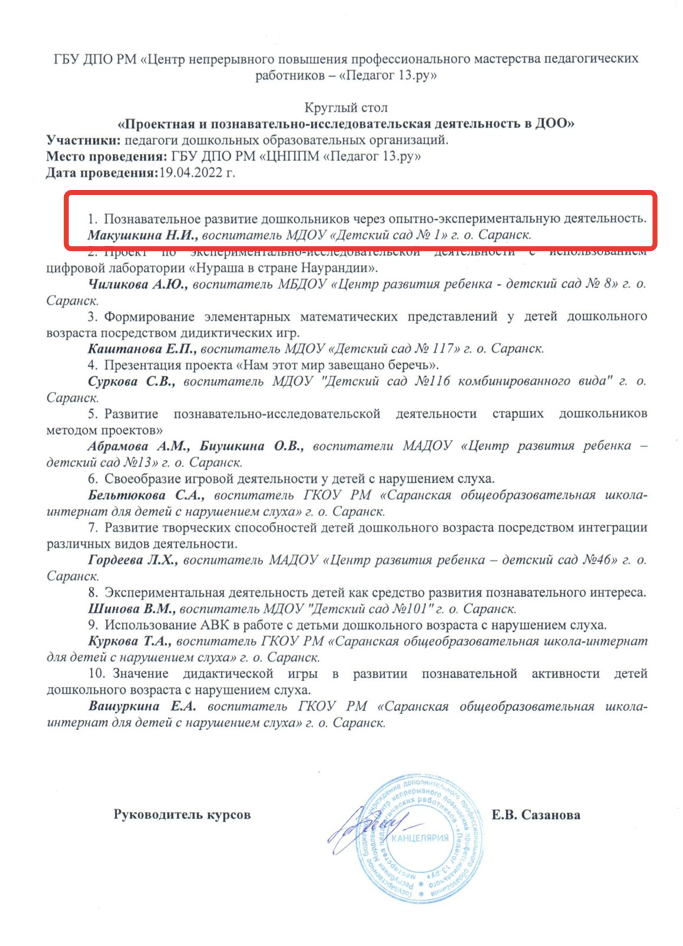 ГБУ ДПО РМ «Центр непрерывного повышения профессионального мастерства педагогических
работников – «Педагог 13.ру»
Круглый стол
«Проектная и познавательно-исследовательская деятельность в ДОО»
Участники: педагоги дошкольных образовательных организаций.
Место проведения: ГБУ ДПО РМ «ЦНППМ «Педагог 13.ру»
Дата проведения:19.04.2022 г.
1. Познавательное развитие дошкольников через опытно-экспериментальную деятельность.
Макушкина Н.И., воспитатель МДОУ «Детский сад № 1» г. о. Саранск.
2. Проект по экспериментально-исследовательской деятельности с использованием
цифровой лаборатории «Нураша в стране Наурандии».
Чиликова А.Ю., воспитатель МБДОУ «Центр развития ребенка - детский сад № 8» г. о.
Саранск.
3. Формирование элементарных математических представлений у детей дошкольного
возраста посредством дидактических игр.
Каштанова Е.П., воспитатель МДОУ «Детский сад № 117» г. о. Саранск.
4. Презентация проекта «Нам этот мир завещано беречь».
Суркова С.В., воспитатель МДОУ "Детский сад №116 комбинированного вида" г. о.
Саранск.
5. Развитие познавательно-исследовательской деятельности старших дошкольников
методом проектов»
Абрамова А.М., Биушкина О.В., воспитатели МАДОУ «Центр развития ребенка –
детский сад №13» г. о. Саранск.
6. Своеобразие игровой деятельности у детей с нарушением слуха.
Бельтюкова С.А., воспитатель ГКОУ РМ «Саранская общеобразовательная школа-
интернат для детей с нарушением слуха» г. о. Саранск.
7. Развитие творческих способностей детей дошкольного возраста посредством интеграции
различных видов деятельности.
Гордеева Л.Х., воспитатель МАДОУ «Центр развития ребенка – детский сад №46» г. о.
Саранск.
8. Экспериментальная деятельность детей как средство развития познавательного интереса.
Шинова В.М., воспитатель МДОУ "Детский сад №101" г. о. Саранск.
9. Использование АВК в работе с детьми дошкольного возраста с нарушением слуха.
Куркова Т.А., воспитатель ГКОУ РМ «Саранская общеобразовательная школа-интернат
для детей с нарушением слуха» г. о. Саранск.
10. Значение дидактической игры в развитии познавательной активности детей
дошкольного возраста с нарушением слуха.
Вашуркина Е.А. воспитатель ГКОУ РМ «Саранская общеобразовательная школа-
интернат для детей с нарушением слуха» г. о. Саранск.
Руководитель курсов
Е.В. Сазанова
КАНЦЕЛЯРИЯ